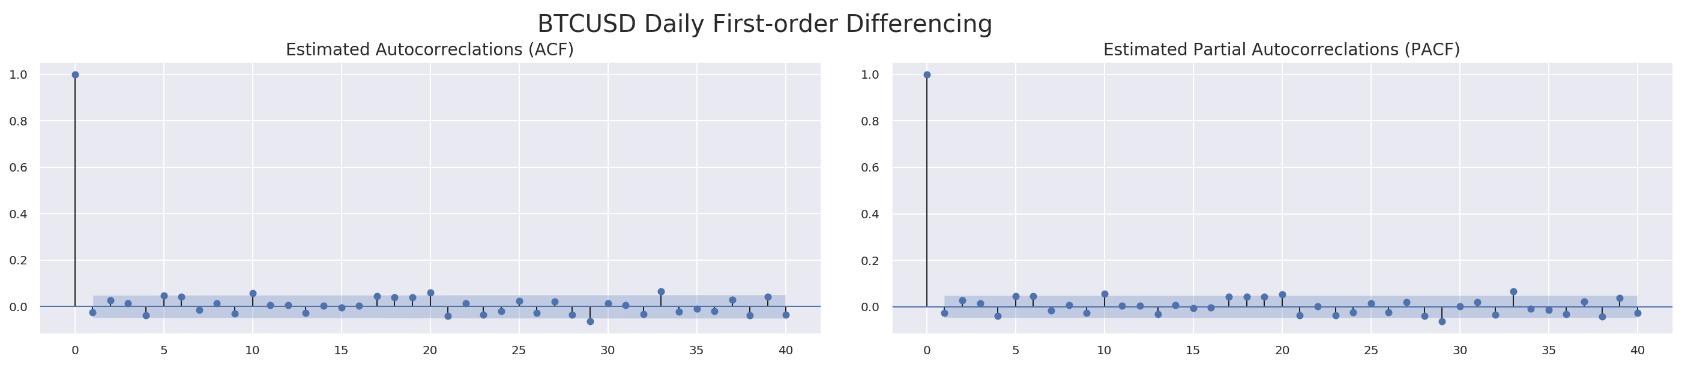 BTCUSD Daily First-order Differencing
Estimated Autocorreclations (ACF)
1.0
0.8
0.6
0.4
0.2
0.0
0 5 10 15 20 25 30 35 40
Estimated Partial Autocorreclations (PACF)
1.0
0.8
0.6
0.4
0.2
0.0
0 5 10 15 20 25 30 35 40